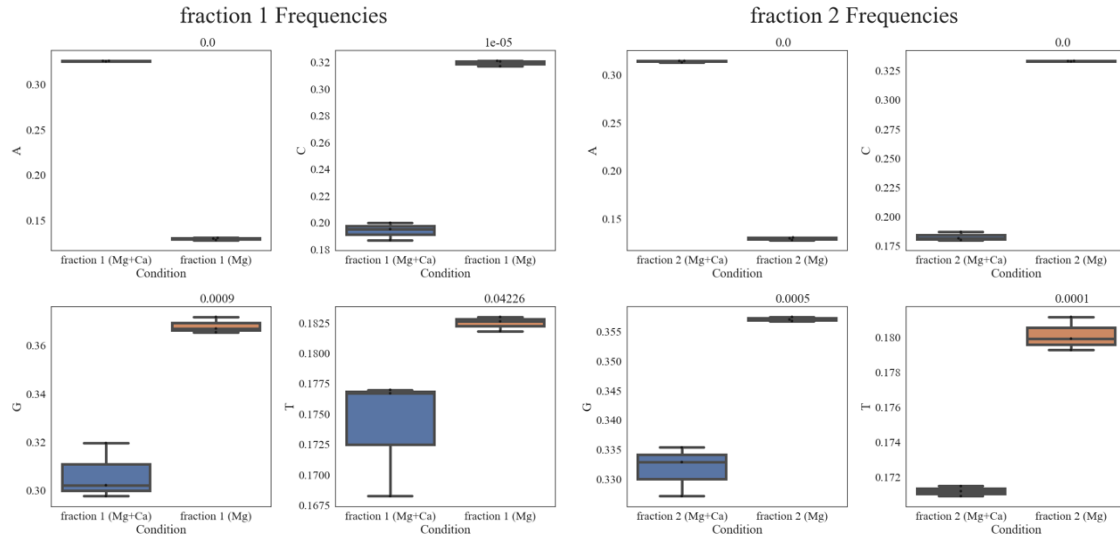 fraction 1 Frequencies
0.0
A
0.30
0.25
0.20
0.15
fraction 1 (Mg+Ca) fraction 1 (Mg)
Condition
1e-05
C
0.32
0.30
0.28
0.26
0.24
0.22
0.20
0.18
fraction 1 (Mg+Ca) fraction 1 (Mg)
Condition
0.0009
G
0.36
0.34
0.32
0.30
fraction 1 (Mg+Ca) fraction 1 (Mg)
Condition
0.04226
T
0.1825
0.1800
0.1775
0.1750
0.1725
0.1700
0.1675
fraction 1 (Mg+Ca) fraction 1 (Mg)
Condition
fraction 2 Frequencies
0.0
A
0.30
0.25
0.20
0.15
fraction 2 (Mg+Ca) fraction 2 (Mg)
Condition
0.0
C
0.325
0.300
0.275
0.250
0.225
0.200
0.175
fraction 2 (Mg+Ca) fraction 2 (Mg)
Condition
0.0005
G
0.355
0.350
0.345
0.340
0.335
0.330
fraction 2 (Mg+Ca) fraction 2 (Mg)
Condition
0.0001
T
0.180
0.178
0.176
0.174
0.172
fraction 2 (Mg+Ca) fraction 2 (Mg)
Condition